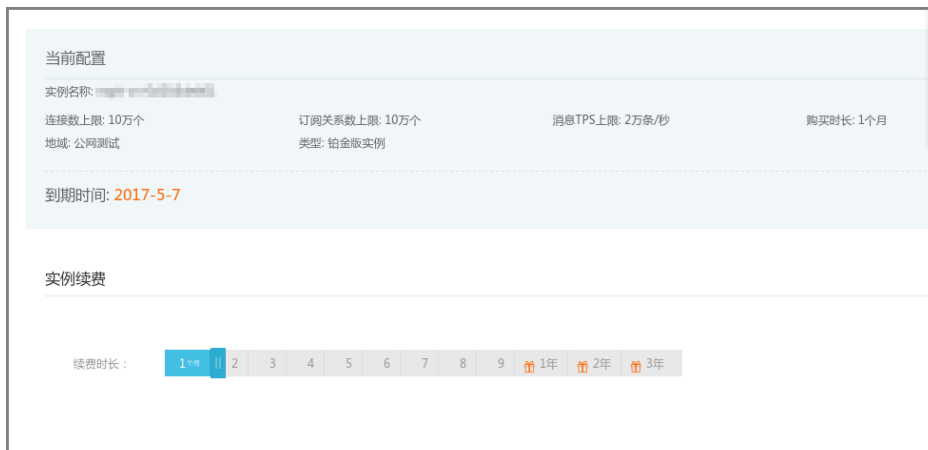 当前配置
实例名称:
连接数上限: 10万个 订阅关系数上限: 10万个 消息TPS上限: 2万条/秒 购买时长: 1个月
地域: 公网测试 类型: 铂金版实例
到期时间: 2017-5-7
实例续费
续费时长 : 1个月 2 3 4 5 6 7 8 9 1年 2年 3年